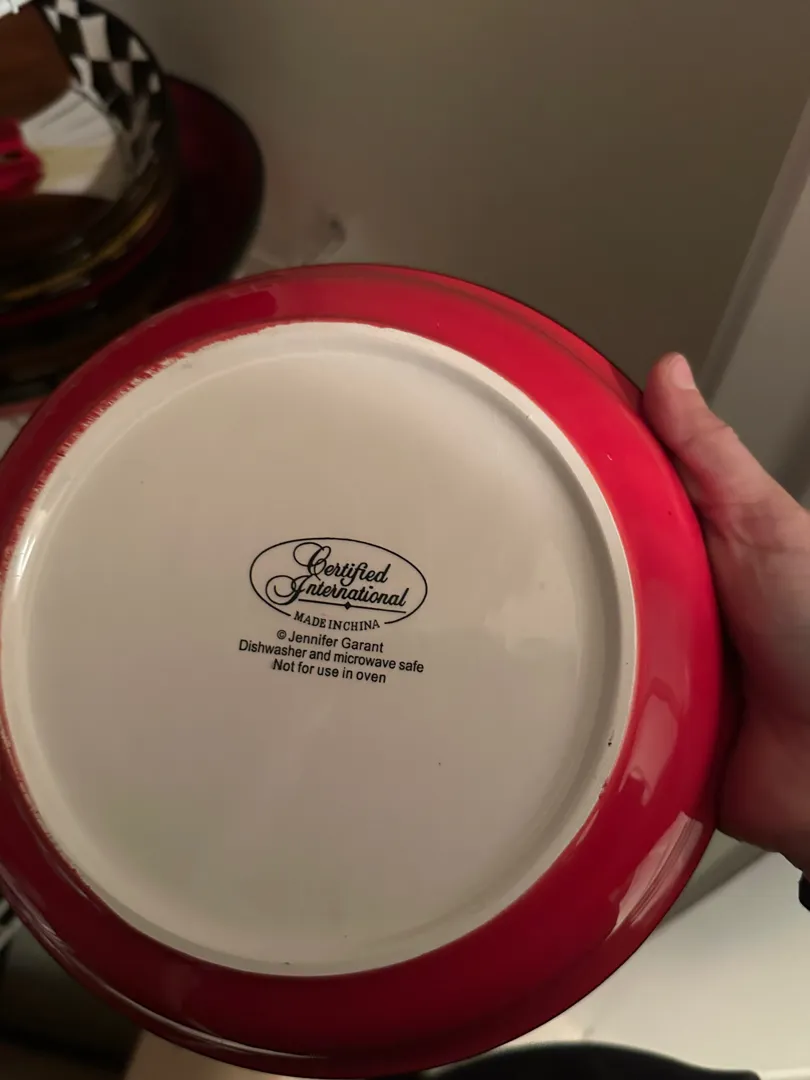 Certified
International
MADE IN CHINA
© Jennifer Garant
Dishwasher and microwave safe
Not for use in oven